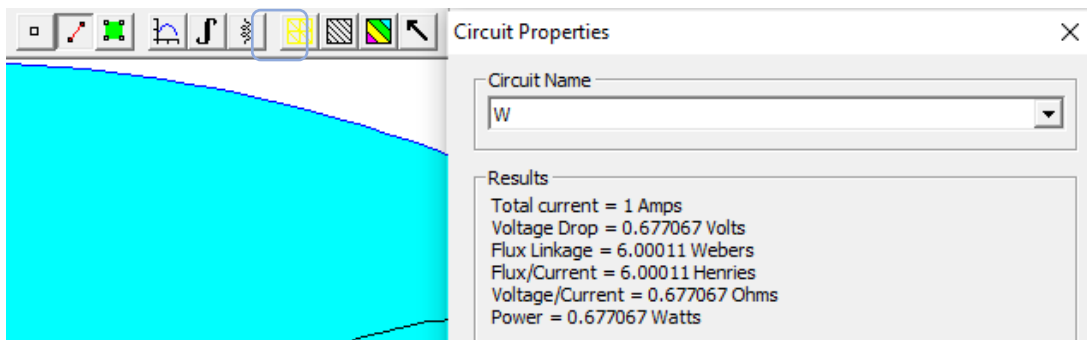 Circuit Properties
Circuit Name
W
Results
Total current = 1 Amps
Voltage Drop = 0.677067 Volts
Flux Linkage = 6.00011 Webers
Flux/Current = 6.00011 Henries
Voltage/Current = 0.677067 Ohms
Power = 0.677067 Watts